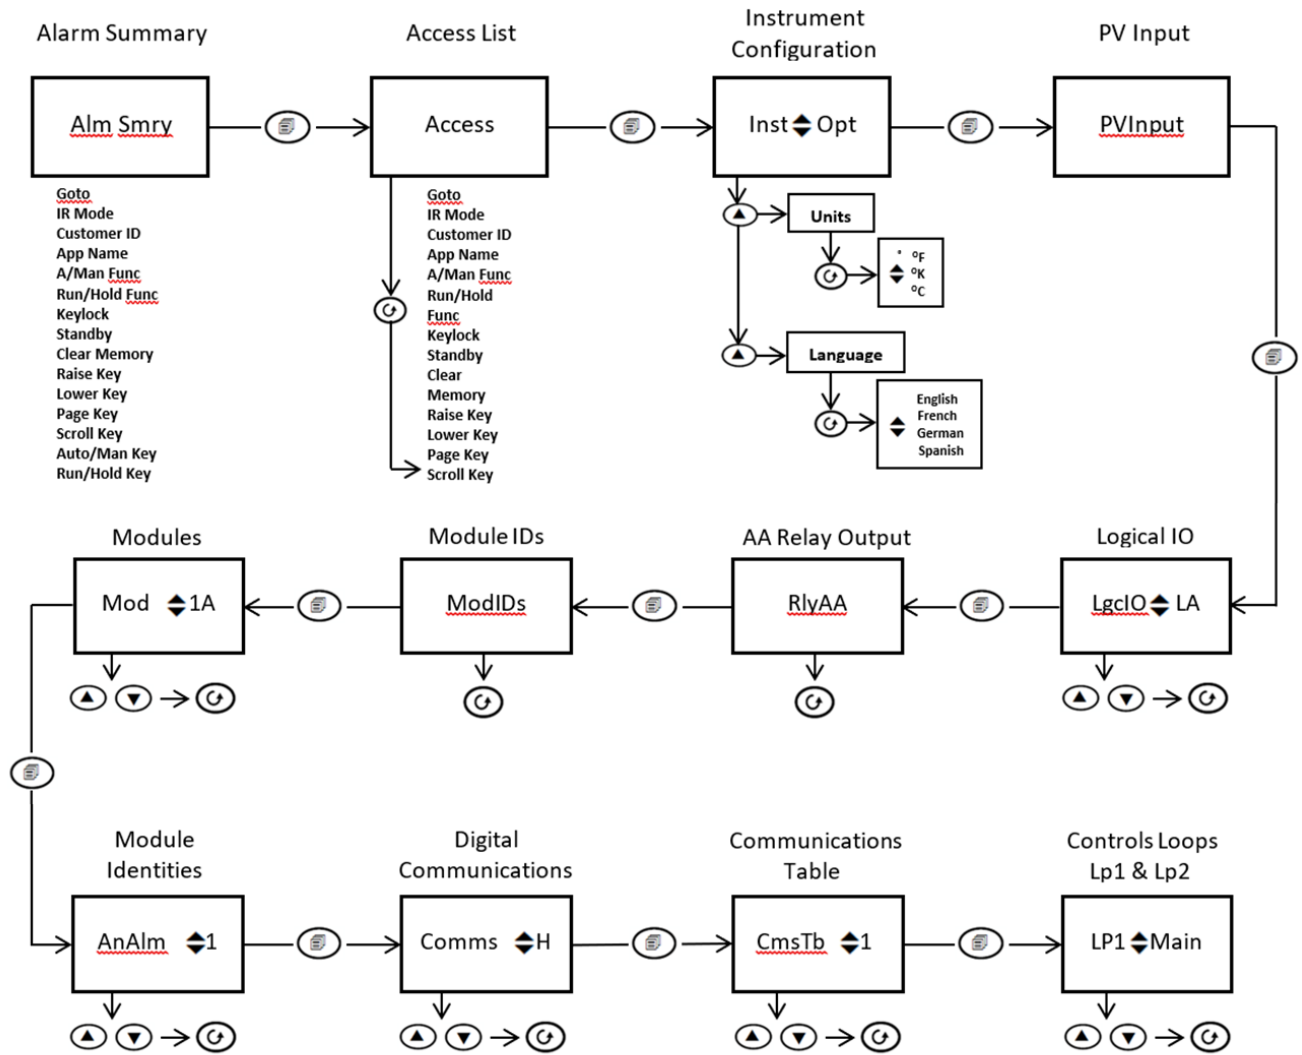 Alarm Summary
Access List
Instrument
Configuration
PV Input
Alm Smry
Access
Inst Opt
PVInput
Goto
IR Mode
Customer ID
App Name
A/Man Func
Run/Hold Func
Keylock
Standby
Clear Memory
Raise Key
Lower Key
Page Key
Scroll Key
Auto/Man Key
Run/Hold Key
Goto
IR Mode
Customer ID
App Name
A/Man Func
Run/Hold
Func
Keylock
Standby
Clear
Memory
Raise Key
Lower Key
Page Key
Scroll Key
Units
° ºF
ºK
ºC
Language
English
French
German
Spanish
Modules
Module IDs
AA Relay Output
Logical IO
Mod 1A
ModIDs
RlyAA
LgcIO LA
Module
Identities
Digital
Communications
Communications
Table
Controls Loops
Lp1 & Lp2
AnAlm 1
Comms H
CmsTb 1
LP1 Main